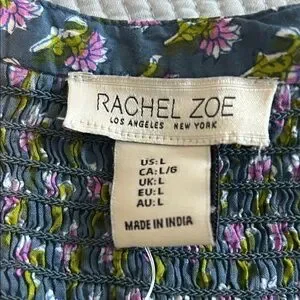 RACHEL ZOE
LOS ANGELES NEW YORK
US: L
CA: L/G
UK: L
EU: L
AU: L
MADE IN INDIA